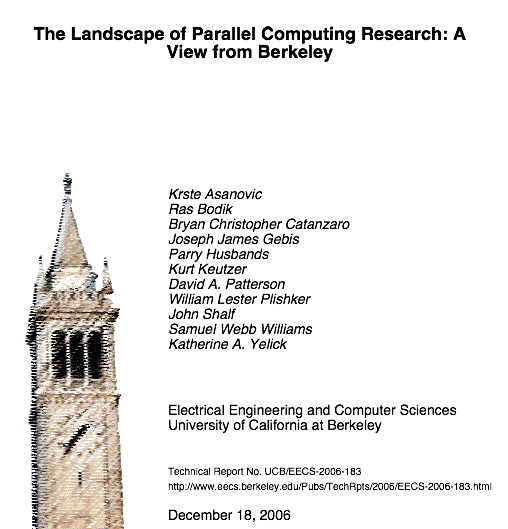 The Landscape of Parallel Computing Research: A
View from Berkeley
Krste Asanovic
Ras Bodik
Bryan Christopher Catanzaro
Joseph James Gebis
Parry Husbands
Kurt Keutzer
David A. Patterson
William Lester Plishker
John Shalf
Samuel Webb Williams
Katherine A. Yelick
Electrical Engineering and Computer Sciences
University of California at Berkeley
Technical Report No. UCB/EECS-2006-183
http://www.eecs.berkeley.edu/Pubs/TechRpts/2006/EECS-2006-183.html
December 18, 2006